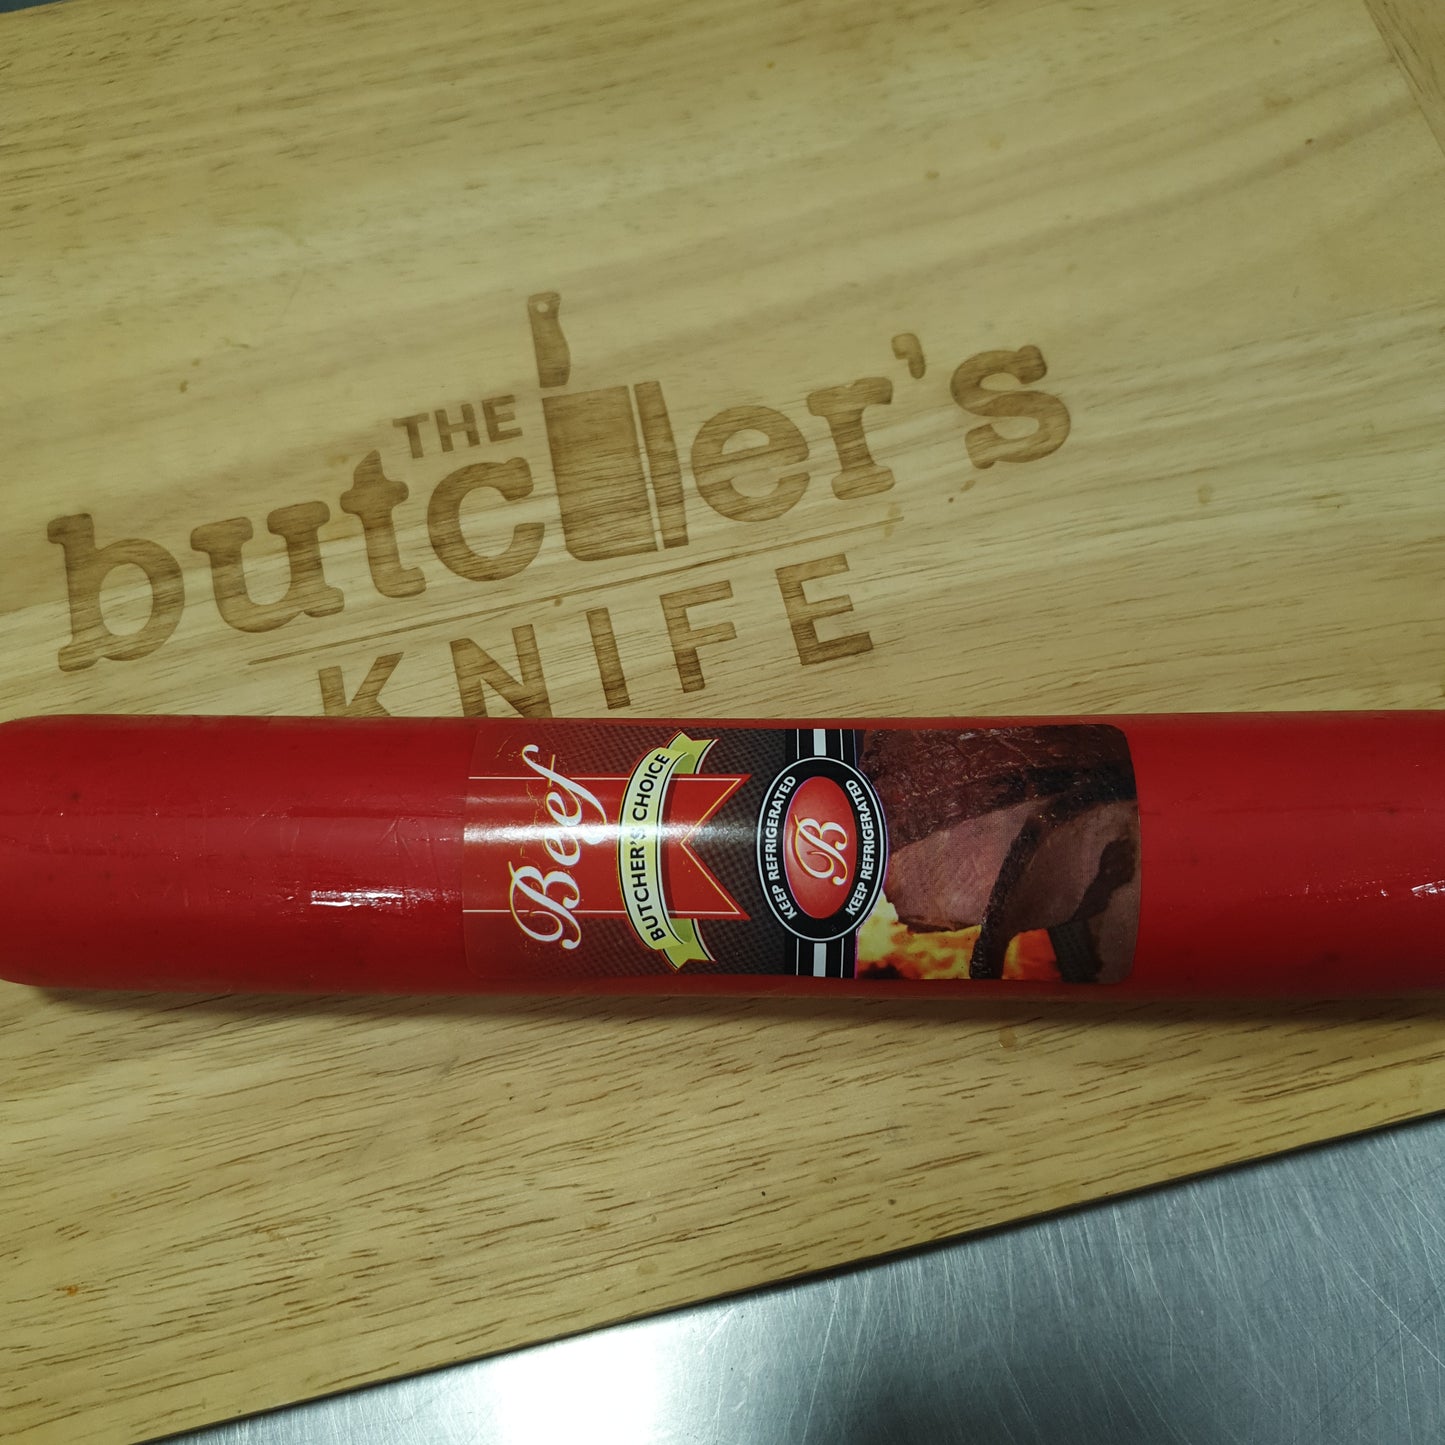 THE
butcher's
KNIFE
Beef
BUTCHER'S CHOICE
KEEP REFRIGERATED
B
KEEP REFRIGERATED